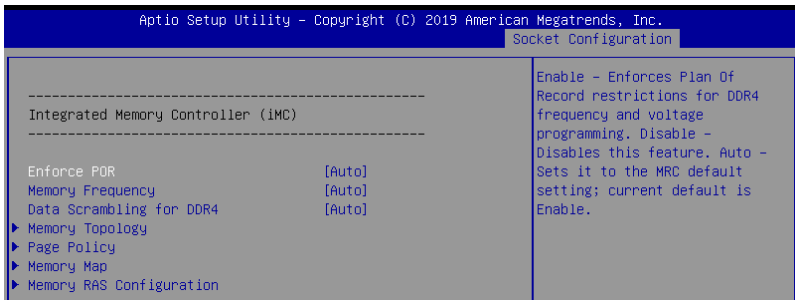 Aptio Setup Utility – Copyright (C) 2019 American Megatrends, Inc.
Socket Configuration
------------------------------------------------
Integrated Memory Controller (iMC)
------------------------------------------------
Enforce POR [Auto]
Memory Frequency [Auto]
Data Scrambling for DDR4 [Auto]
Memory Topology
Page Policy
Memory Map
Memory RAS Configuration
Enable – Enforces Plan Of
Record restrictions for DDR4
frequency and voltage
programming. Disable –
Disables this feature. Auto –
Sets it to the MRC default
setting; current default is
Enable.